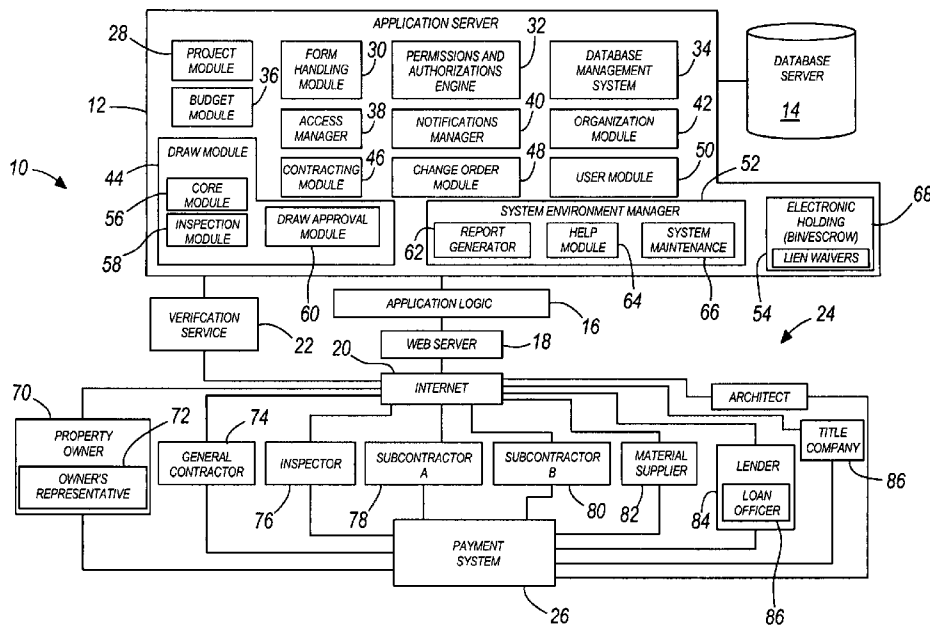 APPLICATION SERVER
28
PROJECT
MODULE
FORM
HANDLING
MODULE
30
PERMISSIONS AND
AUTHORIZATIONS
ENGINE
32
DATABASE
MANAGEMENT
SYSTEM
34
DATABASE
SERVER
14
12
BUDGET
MODULE
36
ACCESS
MANAGER
38
NOTIFICATIONS
MANAGER
40
ORGANIZATION
MODULE
42
10
44
DRAW MODULE
CONTRACTING
MODULE
46
CHANGE ORDER
MODULE
48
USER MODULE
50
52
56
CORE
MODULE
58
INSPECTION
MODULE
DRAW APPROVAL
MODULE
60
SYSTEM ENVIRONMENT MANAGER
62
REPORT
GENERATOR
HELP
MODULE
64
SYSTEM
MAINTENANCE
66
ELECTRONIC
HOLDING
(BIN/ESCROW)
LIEN WAIVERS
68
54
VERIFCATION
SERVICE
22
APPLICATION LOGIC
16
24
WEB SERVER
18
20
INTERNET
ARCHITECT
70
PROPERTY
OWNER
72
OWNER'S
REPRESENTATIVE
74
GENERAL
CONTRACTOR
INSPECTOR
76
SUBCONTRACTOR
A
78
SUBCONTRACTOR
B
80
MATERIAL
SUPPLIER
82
LENDER
84
LOAN
OFFICER
86
TITLE
COMPANY
86
PAYMENT
SYSTEM
26